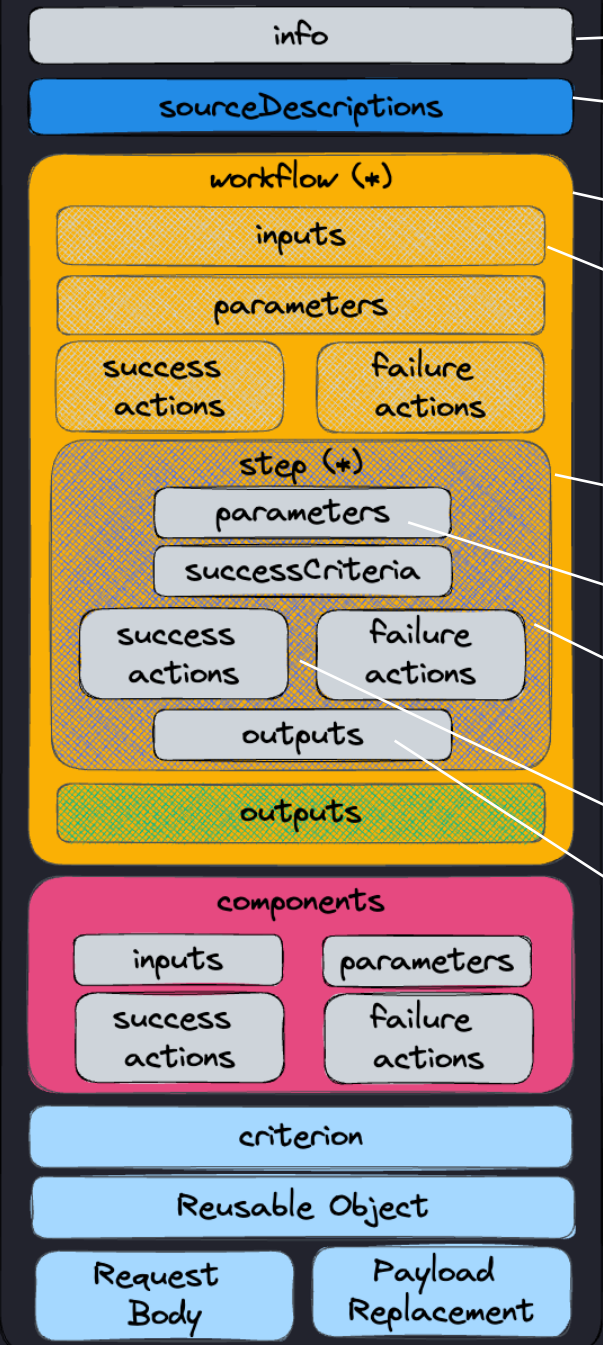 info
sourceDescriptions
workflow (*)
inputs
parameters
success
actions
failure
actions
step (*)
parameters
successCriteria
success
actions
failure
actions
outputs
outputs
components
inputs
parameters
success
actions
failure
actions
criterion
Reusable Object
Request
Body
Payload
Replacement